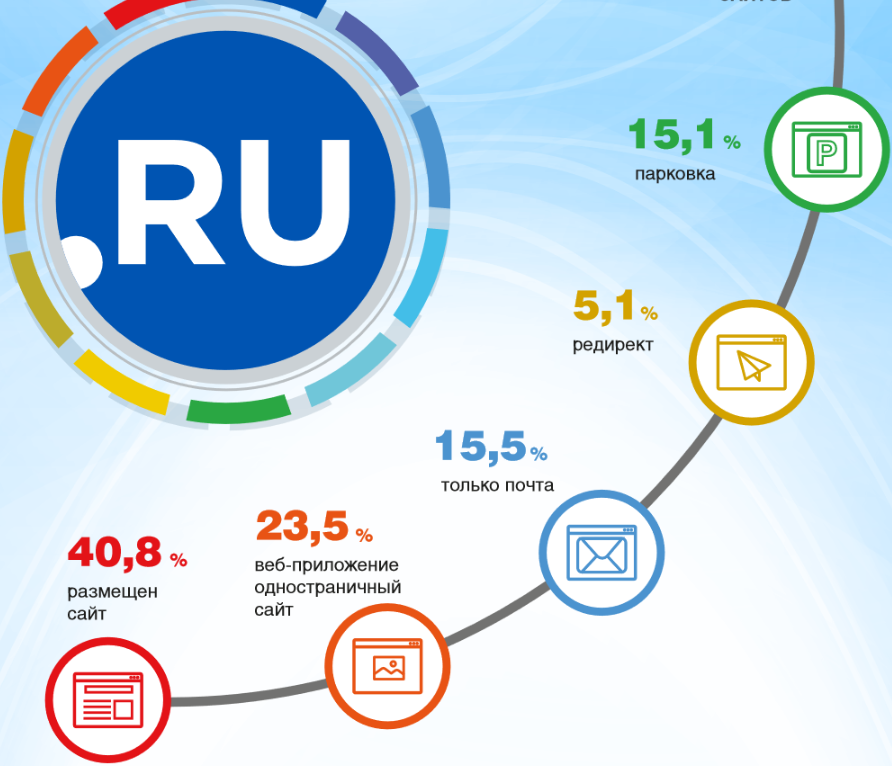 .RU
15,1 %
парковка
P
5,1 %
редирект
15,5 %
только почта
23,5 %
веб-приложение
одностраничный
сайт
40,8 %
размещен
сайт